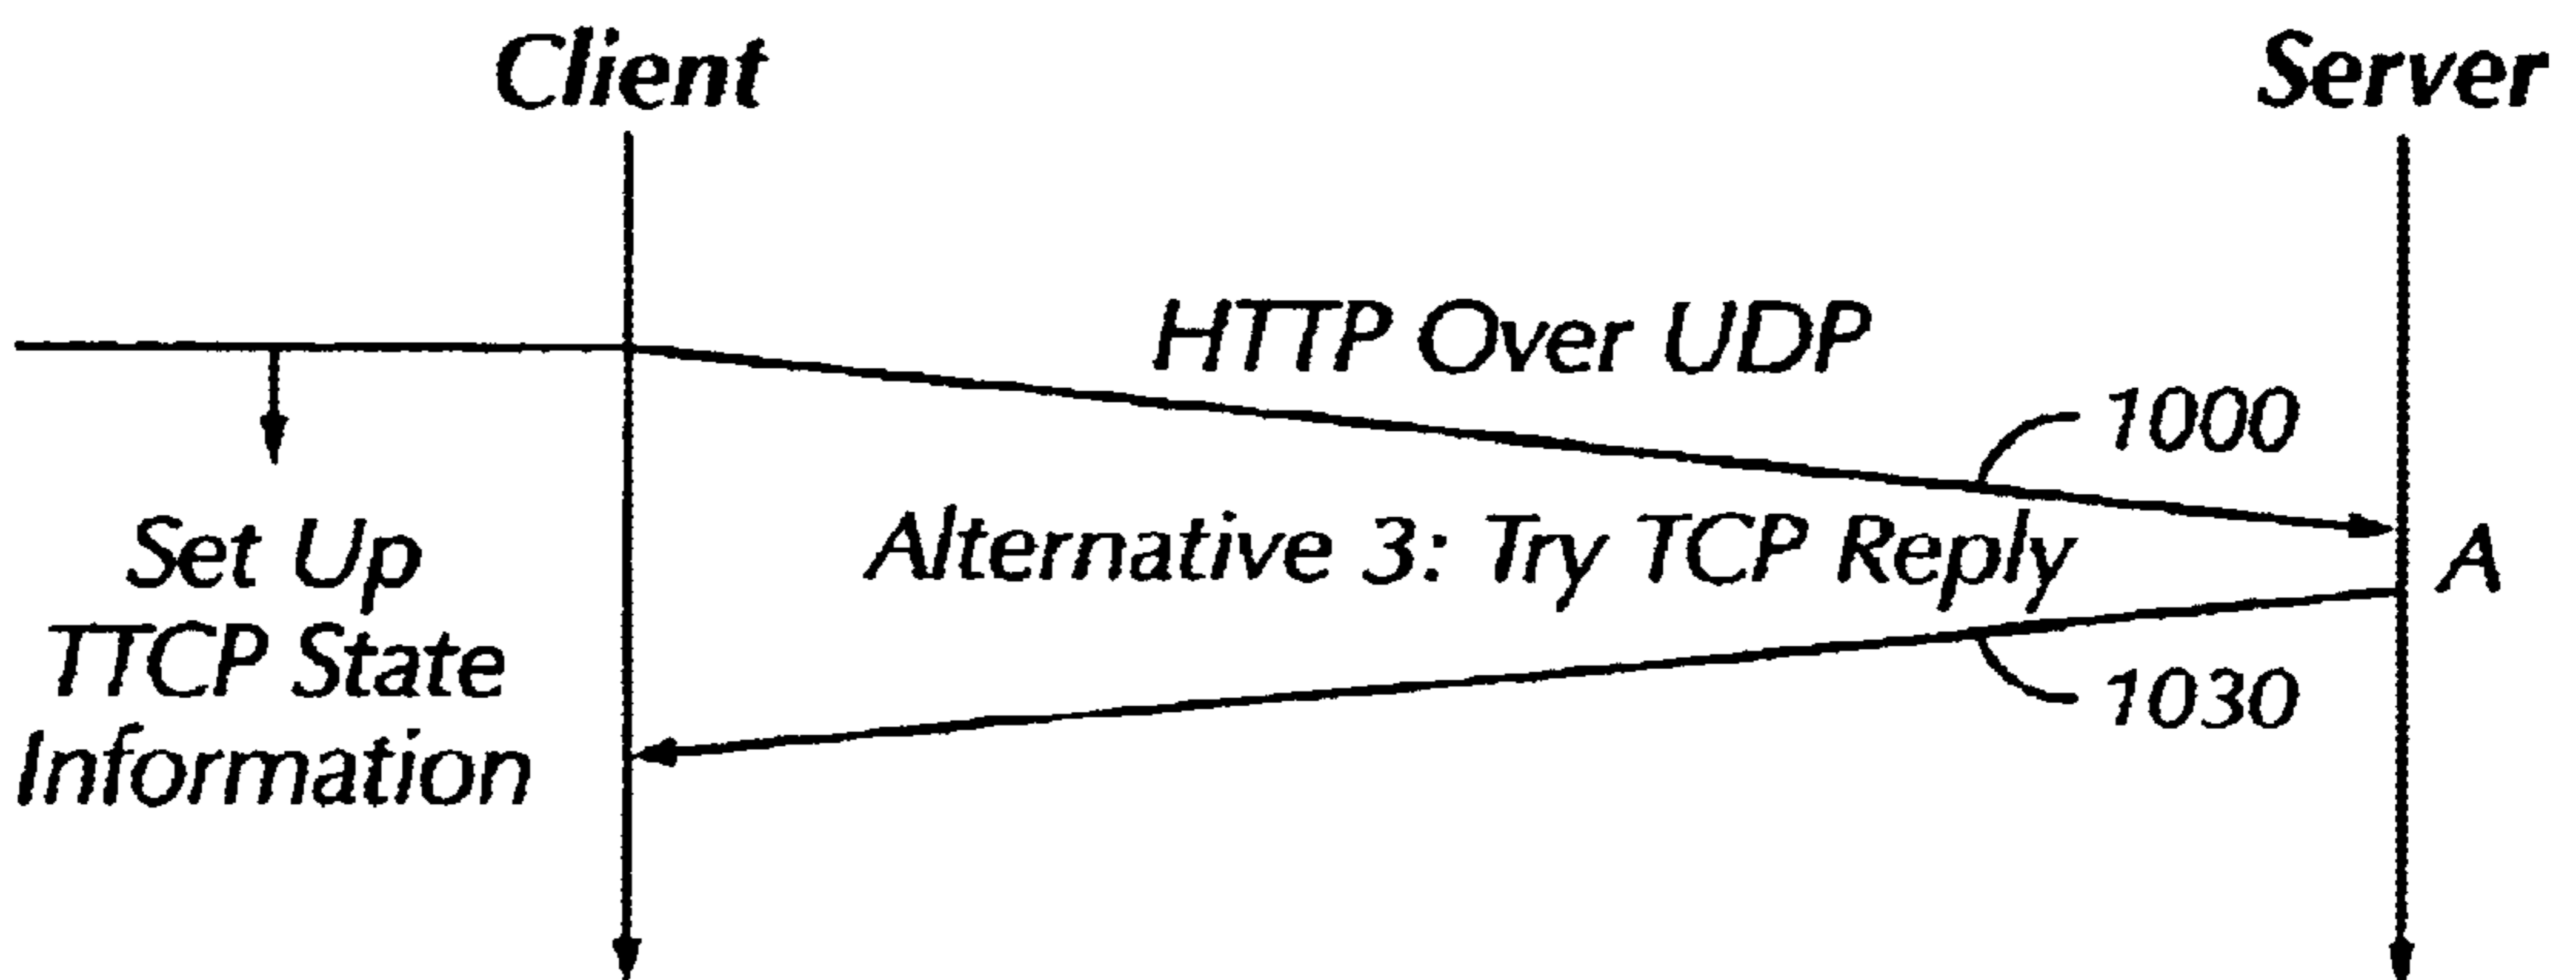 Client
Server
HTTP Over UDP
1000
Alternative 3: Try TCP Reply
A
Set Up
TTCP State
Information
1030